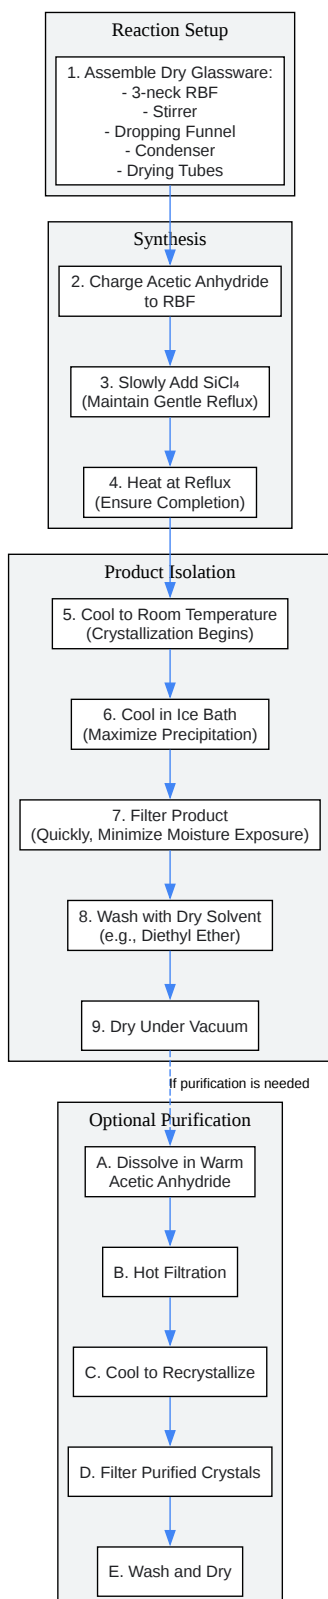 Reaction Setup
1. Assemble Dry Glassware:
- 3-neck RBF
- Stirrer
- Dropping Funnel
- Condenser
- Drying Tubes
Synthesis
2. Charge Acetic Anhydride
to RBF
3. Slowly Add SiCl₄
(Maintain Gentle Reflux)
4. Heat at Reflux
(Ensure Completion)
Product Isolation
5. Cool to Room Temperature
(Crystallization Begins)
6. Cool in Ice Bath
(Maximize Precipitation)
7. Filter Product
(Quickly, Minimize Moisture Exposure)
8. Wash with Dry Solvent
(e.g., Diethyl Ether)
9. Dry Under Vacuum
If purification is needed
Optional Purification
A. Dissolve in Warm
Acetic Anhydride
B. Hot Filtration
C. Cool to Recrystallize
D. Filter Purified Crystals
E. Wash and Dry